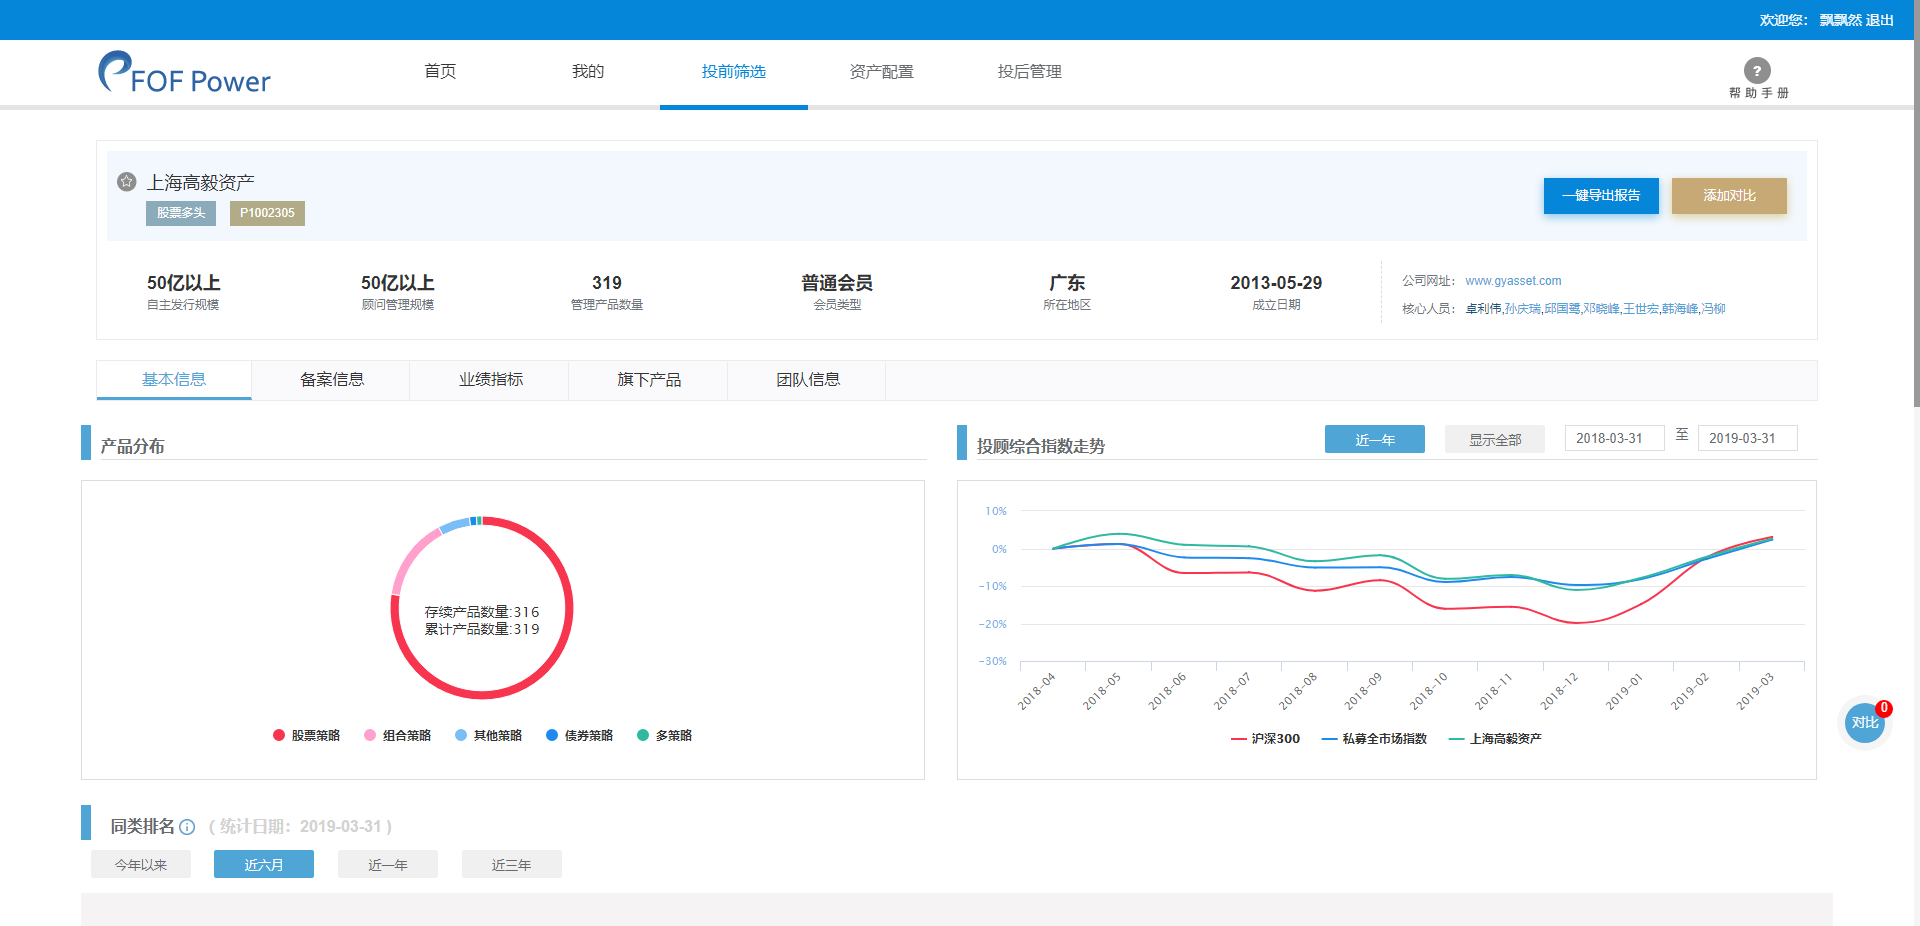 欢迎您： 飘飘然 退出
FOF Power
首页 我的 投前筛选 资产配置 投后管理
?
帮助手册
上海高毅资产
股票多头 P1002305
一键导出报告 添加对比
50亿以上 50亿以上 319 普通会员 广东 2013-05-29
自主发行规模 顾问管理规模 管理产品数量 会员类型 所在地区 成立日期
公司网址： www.gyasset.com
核心人员： 卓利伟,孙庆瑞,邱国鹭,邓晓峰,王世宏,韩海峰,冯柳
基本信息 备案信息 业绩指标 旗下产品 团队信息
产品分布
存续产品数量:316
累计产品数量:319
股票策略 组合策略 其他策略 债券策略 多策略
投顾综合指数走势
近一年 显示全部 2018-03-31 至 2019-03-31
10%
0%
-10%
-20%
-30%
2018-04 2018-05 2018-06 2018-07 2018-08 2018-09 2018-10 2018-11 2018-12 2019-01 2019-02 2019-03
沪深300 私募全市场指数 上海高毅资产
对比 0
同类排名 ( 统计日期：2019-03-31 )
今年以来 近六月 近一年 近三年